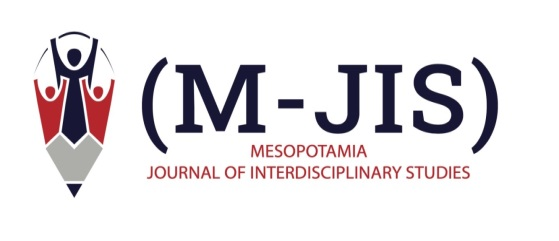 (M-JIS)
MESOPOTAMIA
JOURNAL OF INTERDISCIPLINARY STUDIES